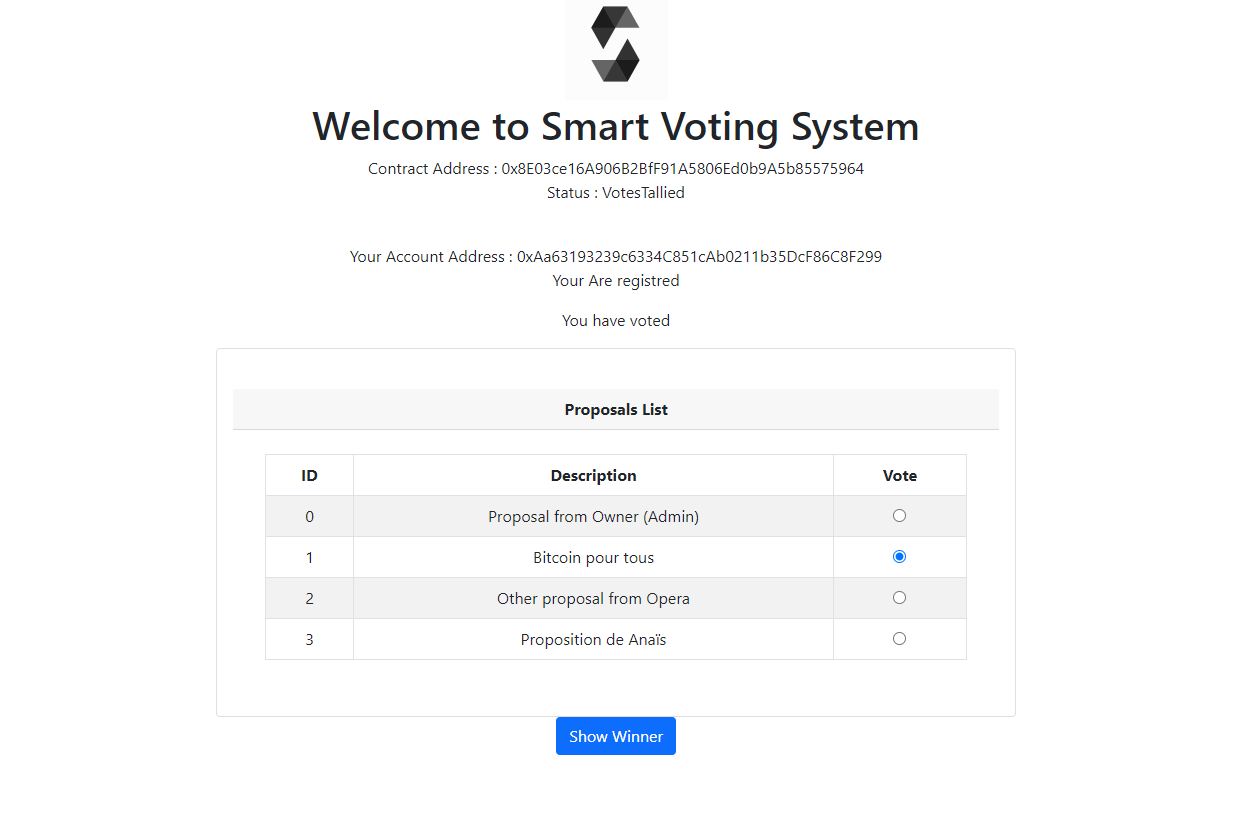 Welcome to Smart Voting System
Contract Address : 0x8E03ce16A906B2BfF91A5806Ed0b9A5b85575964
Status : VotesTallied
Your Account Address : 0xAa63193239c6334C851cAb0211b35DcF86C8F299
Your Are registred
You have voted
Proposals List
ID Description Vote
0 Proposal from Owner (Admin)
1 Bitcoin pour tous
2 Other proposal from Opera
3 Proposition de Anaïs
Show Winner